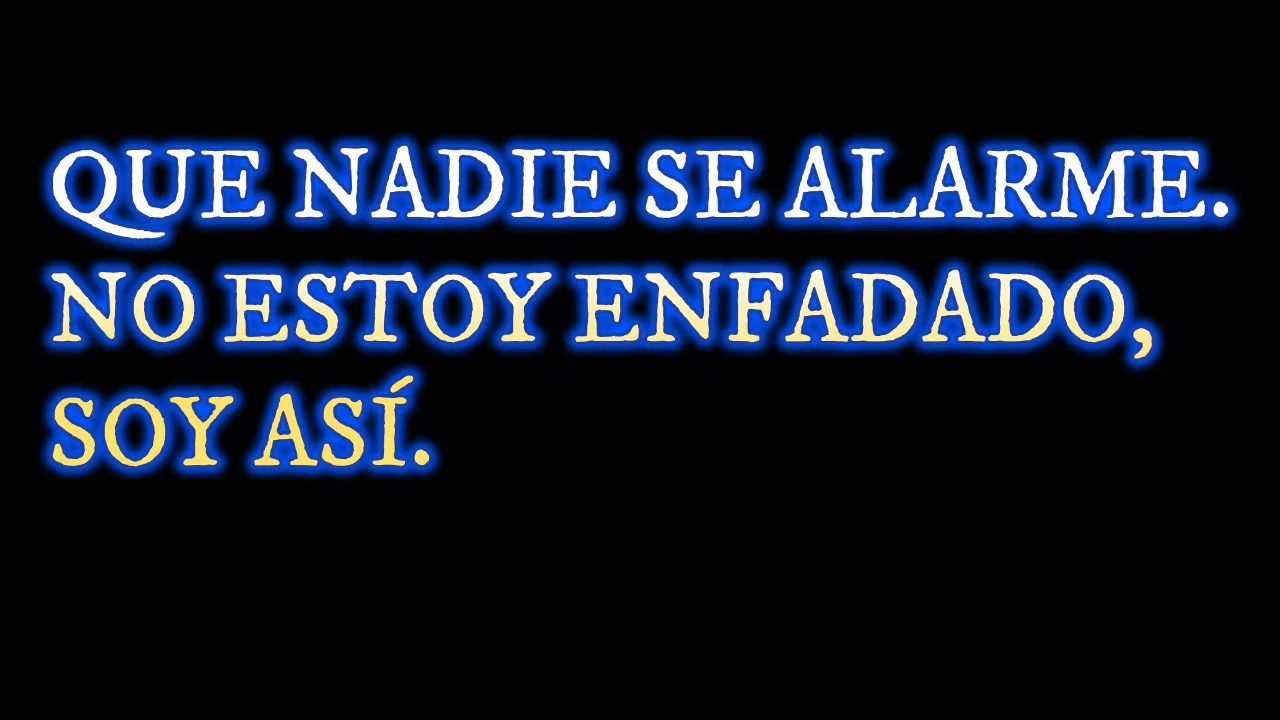 QUE NADIE SE ALARME.
NO ESTOY ENFADADO,
SOY ASÍ.